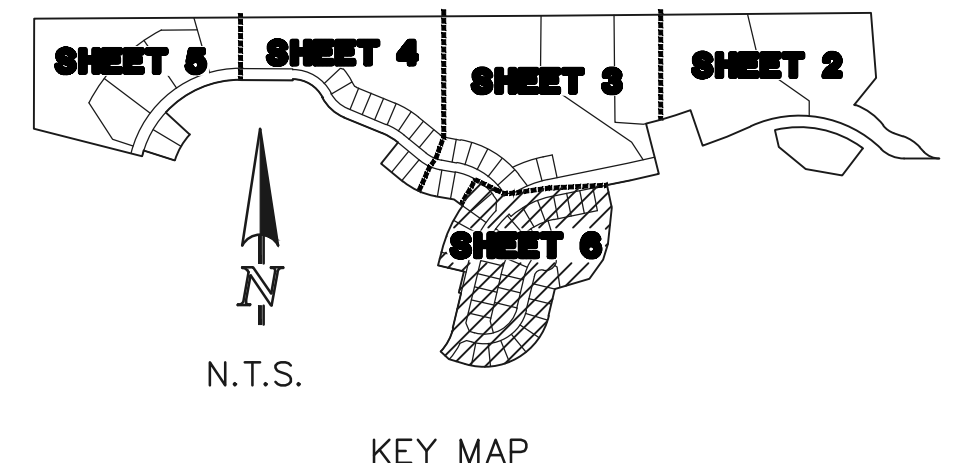 SHEET 5
SHEET 4
SHEET 3
SHEET 2
SHEET 6
N
N.T.S.
KEY MAP